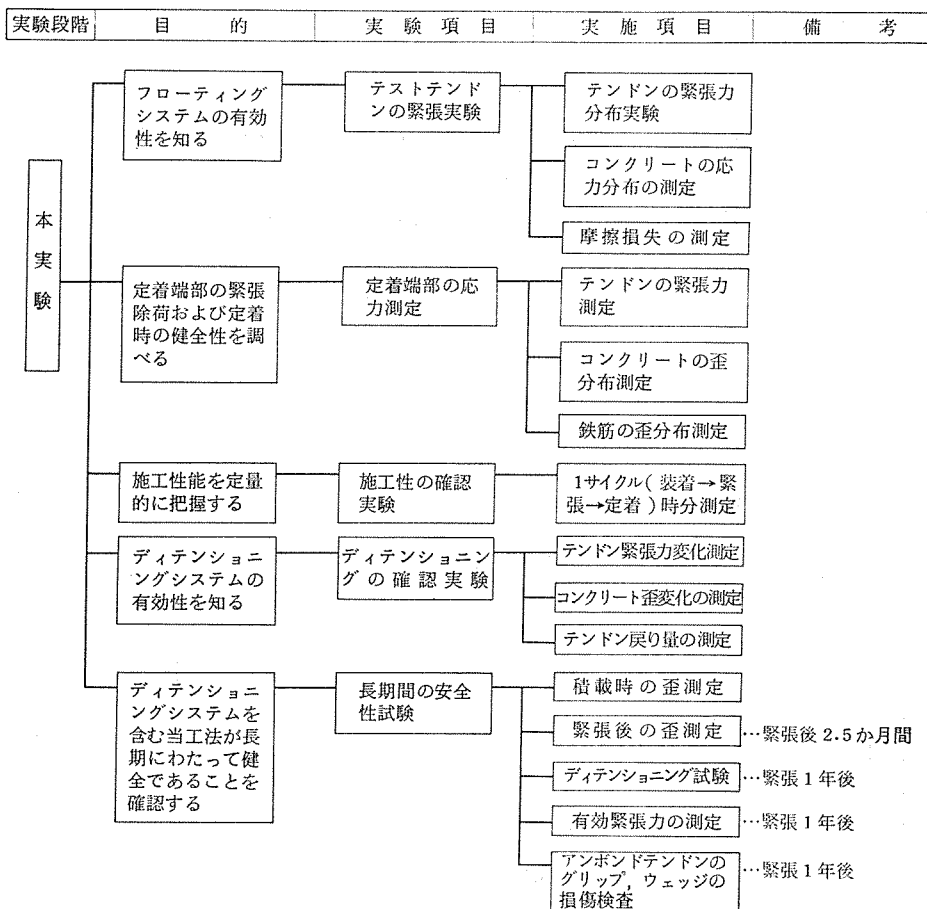 実験段階 目的 実験項目 実施項目 備考
本実験
フローティング
システムの有効
性を知る
テストテンド
ンの緊張実験
テンドンの緊張力
分布実験
コンクリートの応
力分布の測定
摩擦損失の測定
定着端部の緊張
除荷および定着
時の健全性を調
べる
定着端部の応
力測定
テンドンの緊張力
測定
コンクリートの歪
分布測定
鉄筋の歪分布測定
施工性能を定量
的に把握する
施工性の確認
実験
1サイクル(装着→緊
張→定着)時分測定
ディテンショニ
ングシステムの
有効性を知る
ディテンショニン
グの確認実験
テンドン緊張力変化測定
コンクリート歪変化の測定
テンドン戻り量の測定
ディテンショニ
ングシステムを
含む当工法が長
期にわたって健
全であることを
確認する
長期間の安全
性試験
積載時の歪測定
緊張後の歪測定 …緊張後2.5か月間
ディテンショニング試験 …緊張1年後
有効緊張力の測定 …緊張1年後
アンボンドテンドンの
グリップ,ウェッジの
損傷検査
…緊張1年後